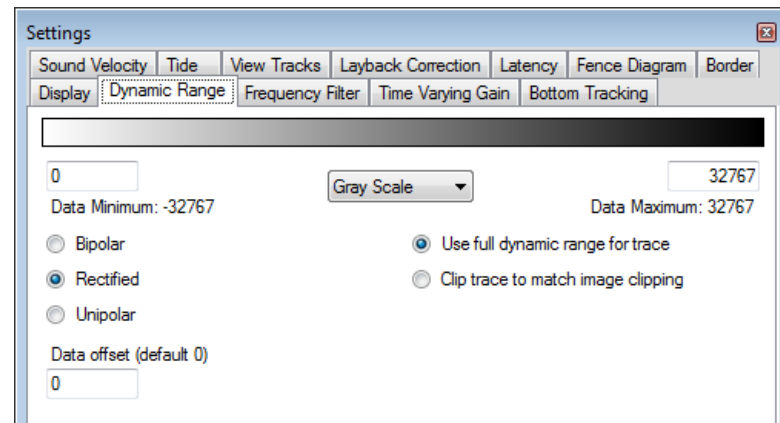 Settings
Sound Velocity Tide View Tracks Layback Correction Latency Fence Diagram Border
Display Dynamic Range Frequency Filter Time Varying Gain Bottom Tracking
0 Gray Scale 32767
Data Minimum: -32767 Data Maximum: 32767
Bipolar Use full dynamic range for trace
Rectified Clip trace to match image clipping
Unipolar
Data offset (default 0)
0